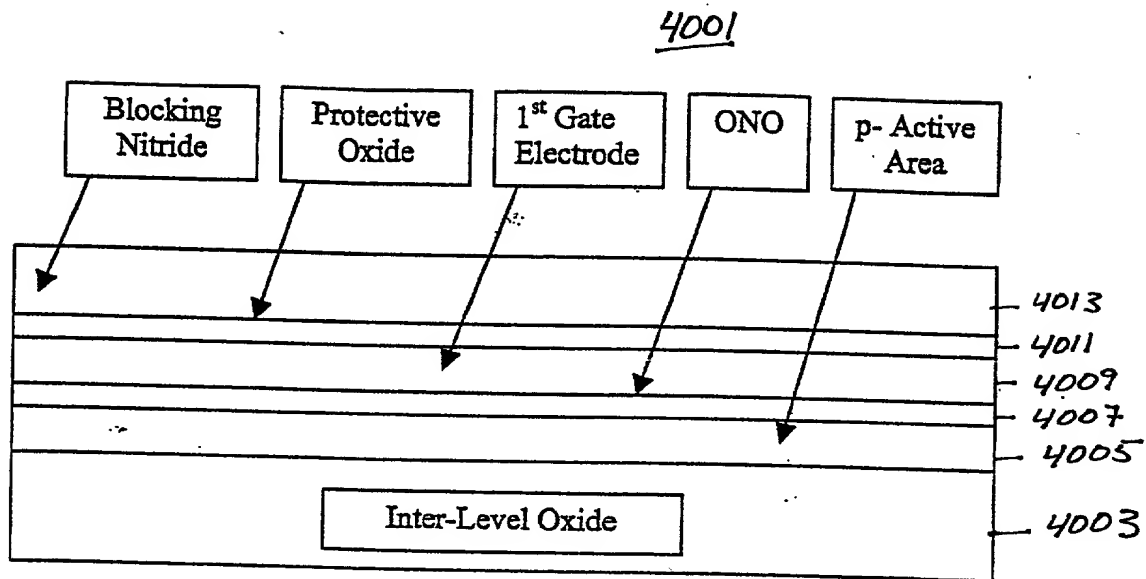 4001
Blocking
Nitride
Protective
Oxide
1st Gate
Electrode
ONO
p- Active
Area
4013
4011
4009
4007
4005
Inter-Level Oxide
4003